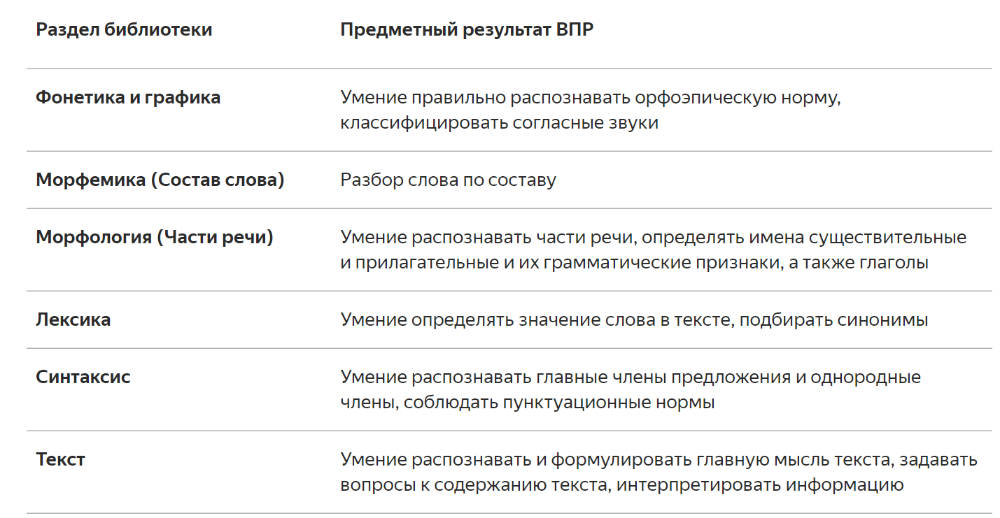 Раздел библиотеки
Предметный результат ВПР
Фонетика и графика
Умение правильно распознавать орфоэпическую норму,
классифицировать согласные звуки
Морфемика (Состав слова)
Разбор слова по составу
Морфология (Части речи)
Умение распознавать части речи, определять имена существительные
и прилагательные и их грамматические признаки, а также глаголы
Лексика
Умение определять значение слова в тексте, подбирать синонимы
Синтаксис
Умение распознавать главные члены предложения и однородные
члены, соблюдать пунктуационные нормы
Текст
Умение распознавать и формулировать главную мысль текста, задавать
вопросы к содержанию текста, интерпретировать информацию